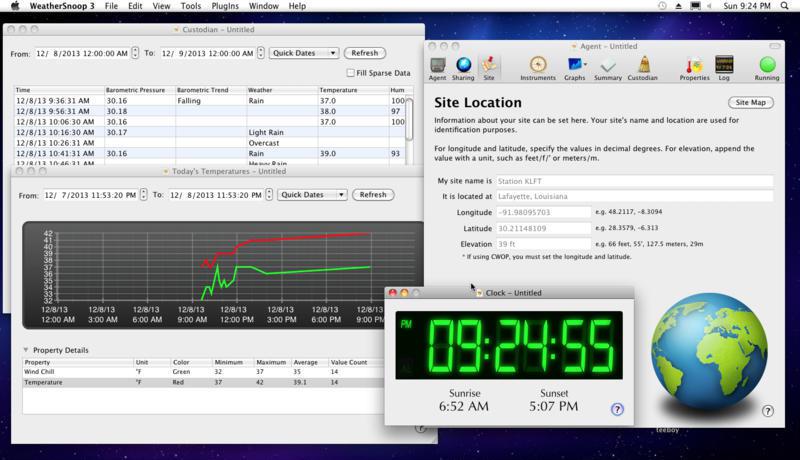 WeatherSnoop 3 File Edit View Tools PlugIns Window Help Sun 9:24 PM
Custodian - Untitled
From: 12/ 8/2013 12:00:00 AM To: 12/ 9/2013 12:00:00 AM Quick Dates Refresh
Fill Sparse Data
Time Barometric Pressure Barometric Trend Weather Temperature Hum
12/8/13 9:36:31 AM 30.16 Falling Rain 37.0 100
12/8/13 9:56:31 AM 30.18 38.0 97
12/8/13 10:06:30 AM 30.16 37.0 100
12/8/13 10:16:30 AM 30.17 Light Rain
12/8/13 10:26:31 AM Overcast
12/8/13 10:41:31 AM 30.16 Rain 39.0 93
12/8/13 10:46:31 AM Heavy Rain
Today's Temperatures - Untitled
From: 12/ 7/2013 11:53:20 PM To: 12/ 8/2013 11:53:20 PM Quick Dates Refresh
42
41
40
39
38
37
36
35
34
33
32
12/8/13 12/8/13 12/8/13 12/8/13 12/8/13 12/8/13 12/8/13 12/8/13
12:00 AM 3:00 AM 6:00 AM 9:00 AM 12:00 PM 3:00 PM 6:00 PM 9:00 PM
Property Details
Property Unit Color Minimum Maximum Average Value Count
Wind Chill °F Green 32 37 35 14
Temperature °F Red 37 42 39.1 14
Agent - Untitled
Agent Sharing Site Instruments Graphs Summary Custodian Properties Log Running
Site Location
Site Map
Information about your site can be set here. Your site's name and location are used for
identification purposes.
For longitude and latitude, specify the values in decimal degrees. For elevation, append the
value with a unit, such as feet/f/' or meters/m.
My site name is Station KLFT
It is located at Lafayette, Louisiana
Longitude -91.98095703 e.g. 48.2117, -8.3094
Latitude 30.21148109 e.g. 28.3579, -6.313
Elevation 39 ft e.g. 66 feet, 55', 127.5 meters, 29m
* If using CWOP, you must set the longitude and latitude.
Clock - Untitled
PM
09:24:55
AL
Sunrise Sunset
6:52 AM 5:07 PM
?
?
teeboy